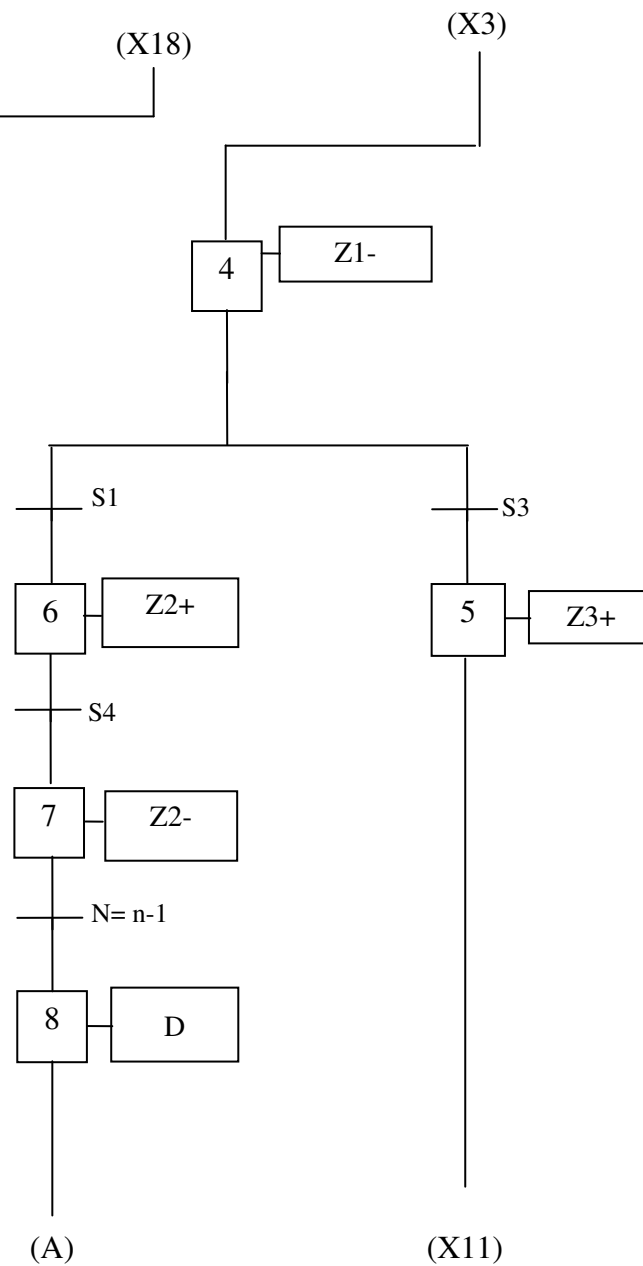 (X18)
(X3)
4
Z1-
S1
S3
6
Z2+
5
Z3+
S4
7
Z2-
N= n-1
8
D
(A)
(X11)